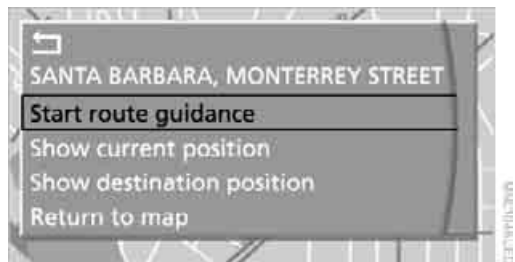 SANTA BARBARA, MONTERREY STREET
Start route guidance
Show current position
Show destination position
Return to map